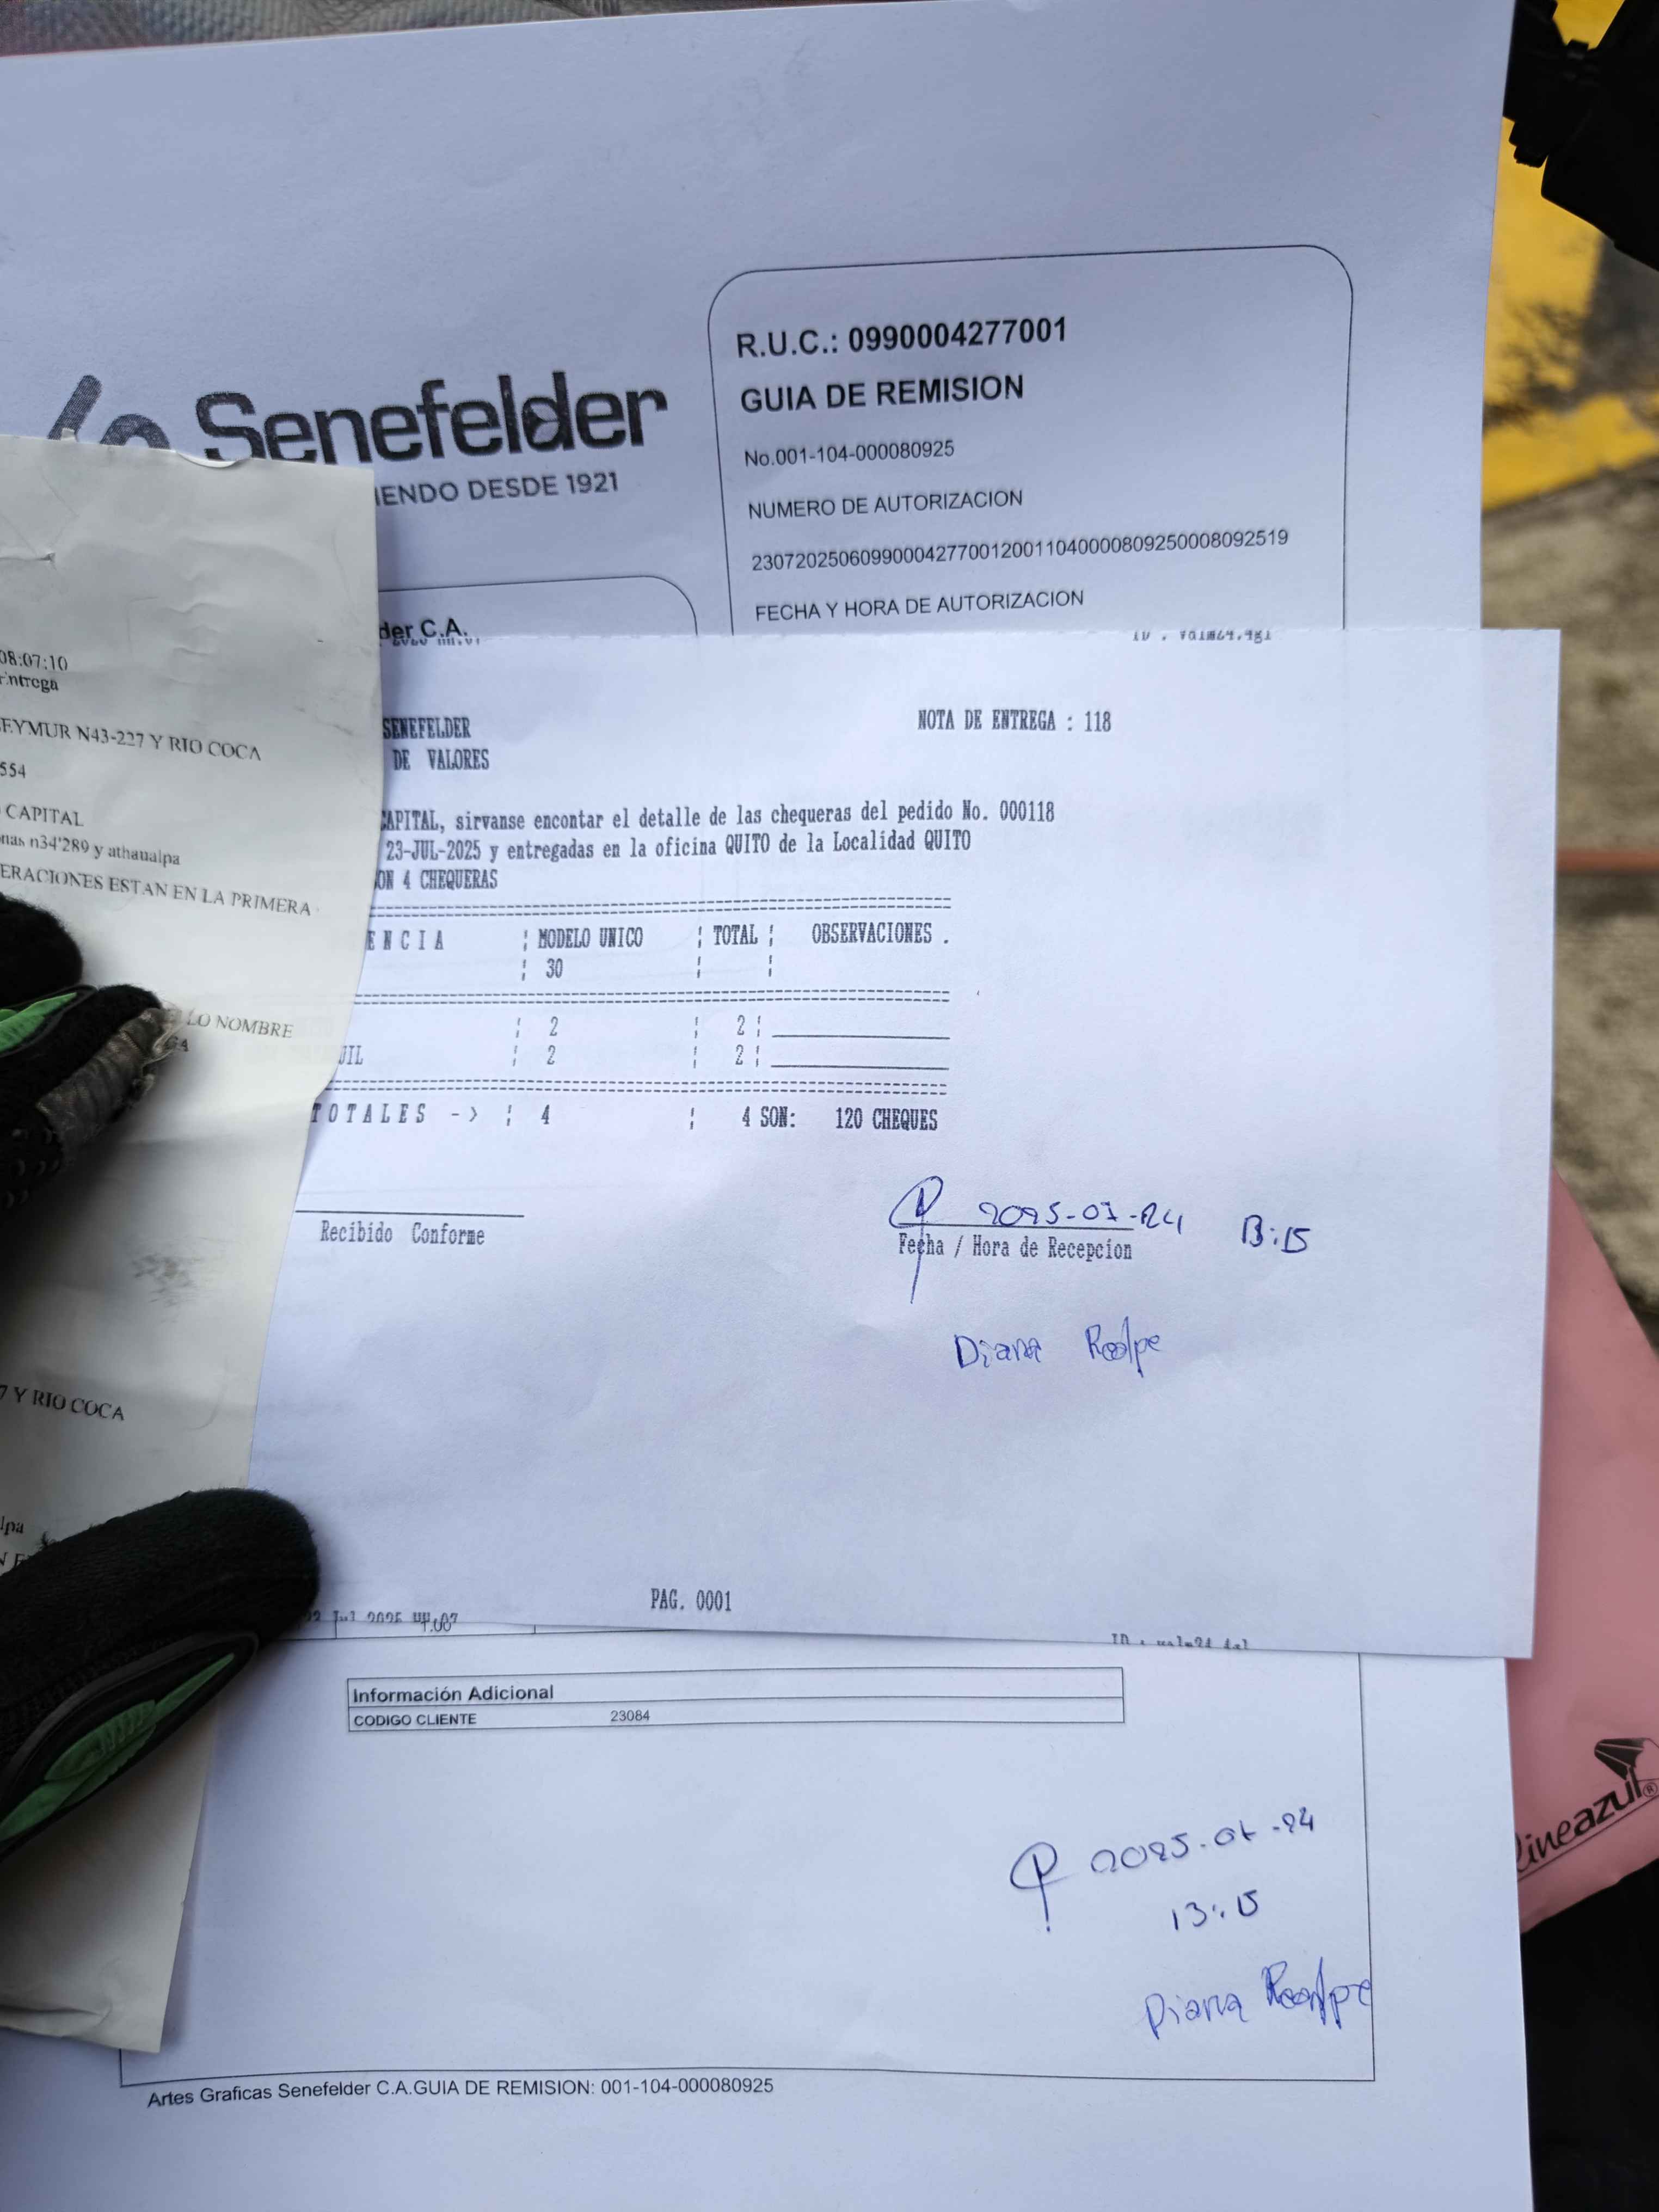 Senefelder
IENDO DESDE 1921
R.U.C.: 0990004277001
GUIA DE REMISION
No.001-104-000080925
NUMERO DE AUTORIZACION
2307202506099000427700120011040000809250008092519
FECHA Y HORA DE AUTORIZACION
der C.A.
08:07:10
Entrega
EYMUR N43-227 Y RIO COCA
554
CAPITAL
nas n34'289 y athaualpa
ERACIONES ESTAN EN LA PRIMERA
LO NOMBRE
7 Y RIO COCA
lpa
SENEFELDER
NOTA DE ENTREGA : 118
DE VALORES
CAPITAL, sirvanse encontar el detalle de las chequeras del pedido No. 000118
23-JUL-2025 y entregadas en la oficina QUITO de la Localidad QUITO
ON 4 CHEQUERAS
ENCIA ¦ MODELO UNICO ¦ TOTAL ¦ OBSERVACIONES .
¦ 30 ¦ ¦
¦ 2 ¦ 2 ¦
UIL ¦ 2 ¦ 2 ¦
TOTALES -> ¦ 4 ¦ 4 SON: 120 CHEQUES
2025-07-24 13:15
Recibido Conforme
Fecha / Hora de Recepcion
Diana Realpe
PAG. 0001
Información Adicional
CODIGO CLIENTE 23084
2025-07-24
13:15
Diana Realpe
lineazul®
Artes Graficas Senefelder C.A.GUIA DE REMISION: 001-104-000080925